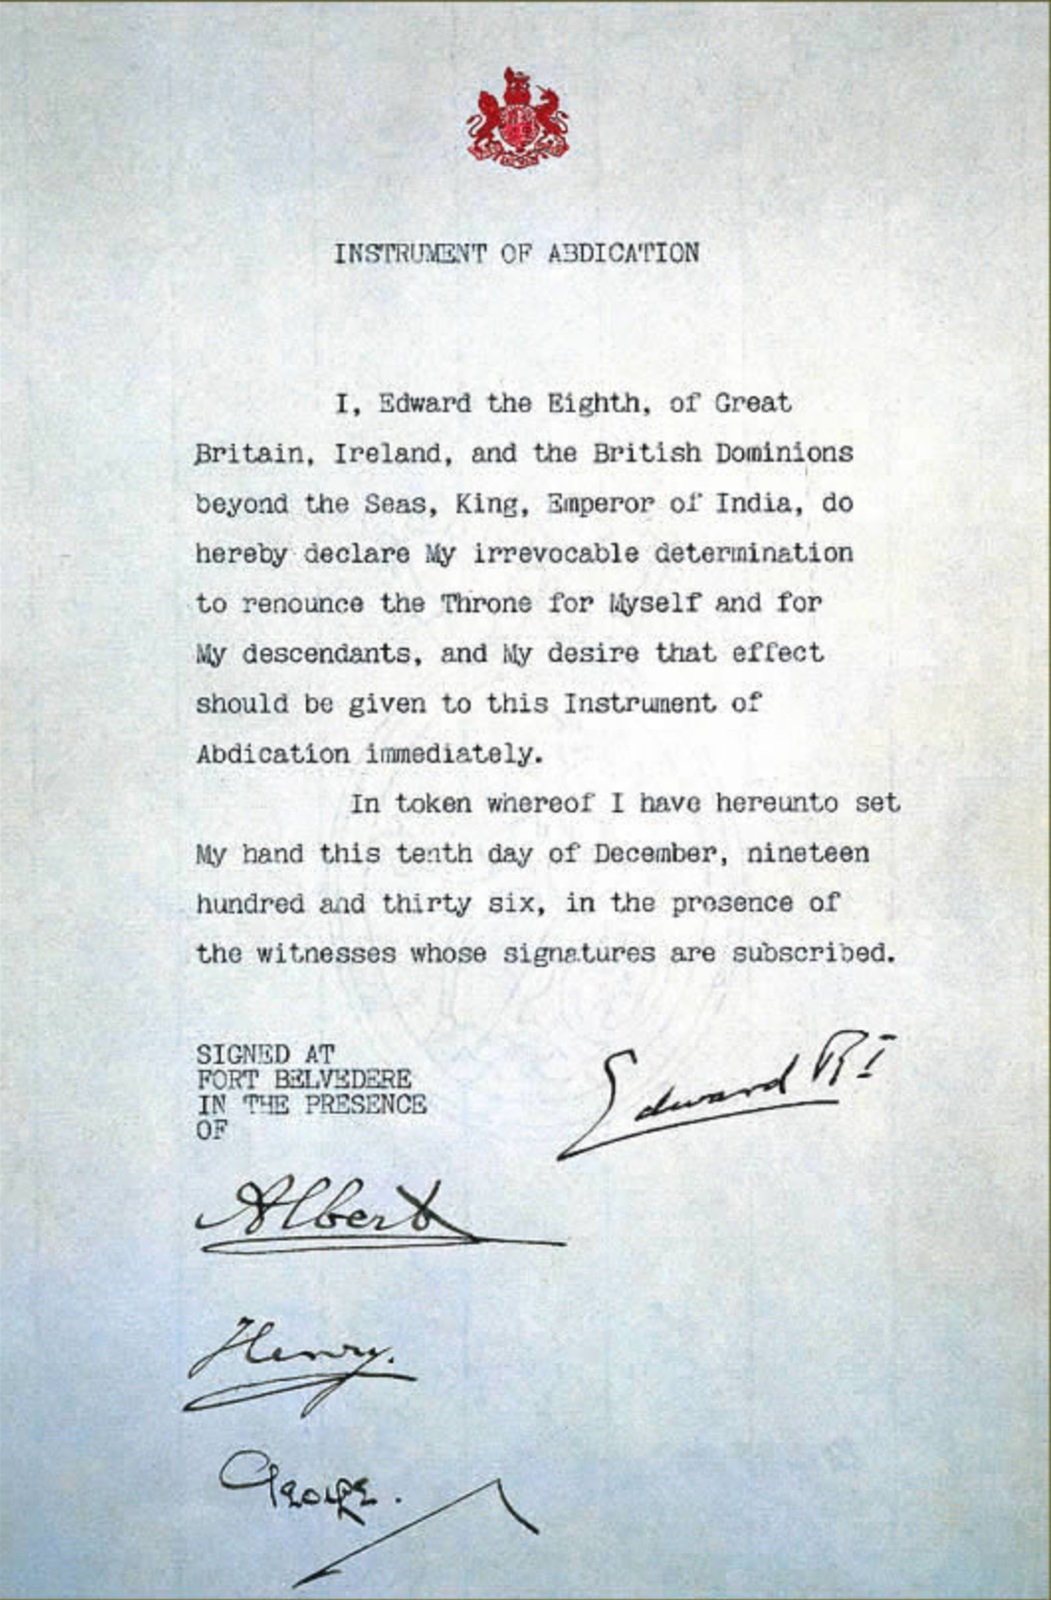 INSTRUMENT OF ABDICATION
I, Edward the Eighth, of Great
Britain, Ireland, and the British Dominions
beyond the Seas, King, Emperor of India, do
hereby declare My irrevocable determination
to renounce the Throne for Myself and for
My descendants, and My desire that effect
should be given to this Instrument of
Abdication immediately.
In token whereof I have hereunto set
My hand this tenth day of December, nineteen
hundred and thirty six, in the presence of
the witnesses whose signatures are subscribed.
SIGNED AT
FORT BELVEDERE
IN THE PRESENCE
OF
Edward RI
Albert
Henry.
George.